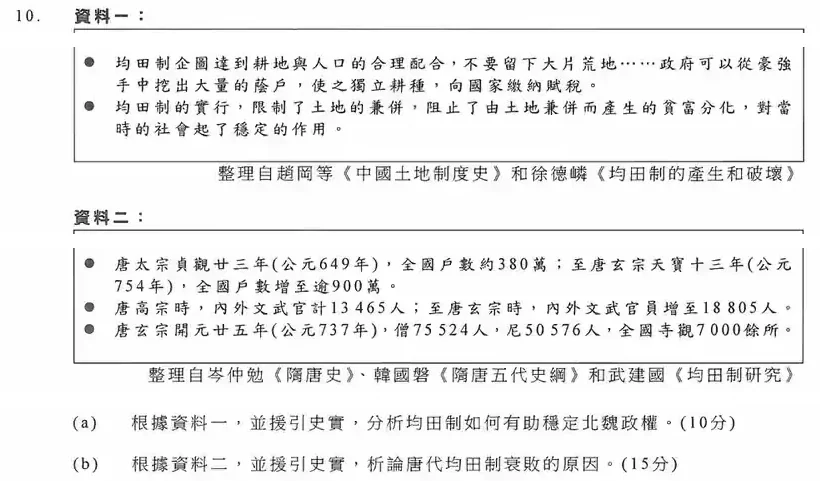 10. 資料一：
● 均田制企圖達到耕地與人口的合理配合，不要留下大片荒地……政府可以從豪強
手中挖出大量的蔭戶，使之獨立耕種，向國家繳納賦稅。
● 均田制的實行，限制了土地的兼併，阻止了由土地兼併而產生的貧富分化，對當
時的社會起了穩定的作用。
整理自趙岡等《中國土地制度史》和徐德嶙《均田制的產生和破壞》
資料二：
● 唐太宗貞觀廿三年(公元649年)，全國戶數約380萬；至唐玄宗天寶十三年(公元
754年)，全國戶數增至逾900萬。
● 唐高宗時，內外文武官計13 465人；至唐玄宗時，內外文武官員增至18 805人。
● 唐玄宗開元廿五年(公元737年)，僧75 524人，尼50 576人，全國寺觀7 000餘所。
整理自岑仲勉《隋唐史》、韓國磐《隋唐五代史綱》和武建國《均田制研究》
(a) 根據資料一，並援引史實，分析均田制如何有助穩定北魏政權。(10分)
(b) 根據資料二，並援引史實，析論唐代均田制衰敗的原因。(15分)